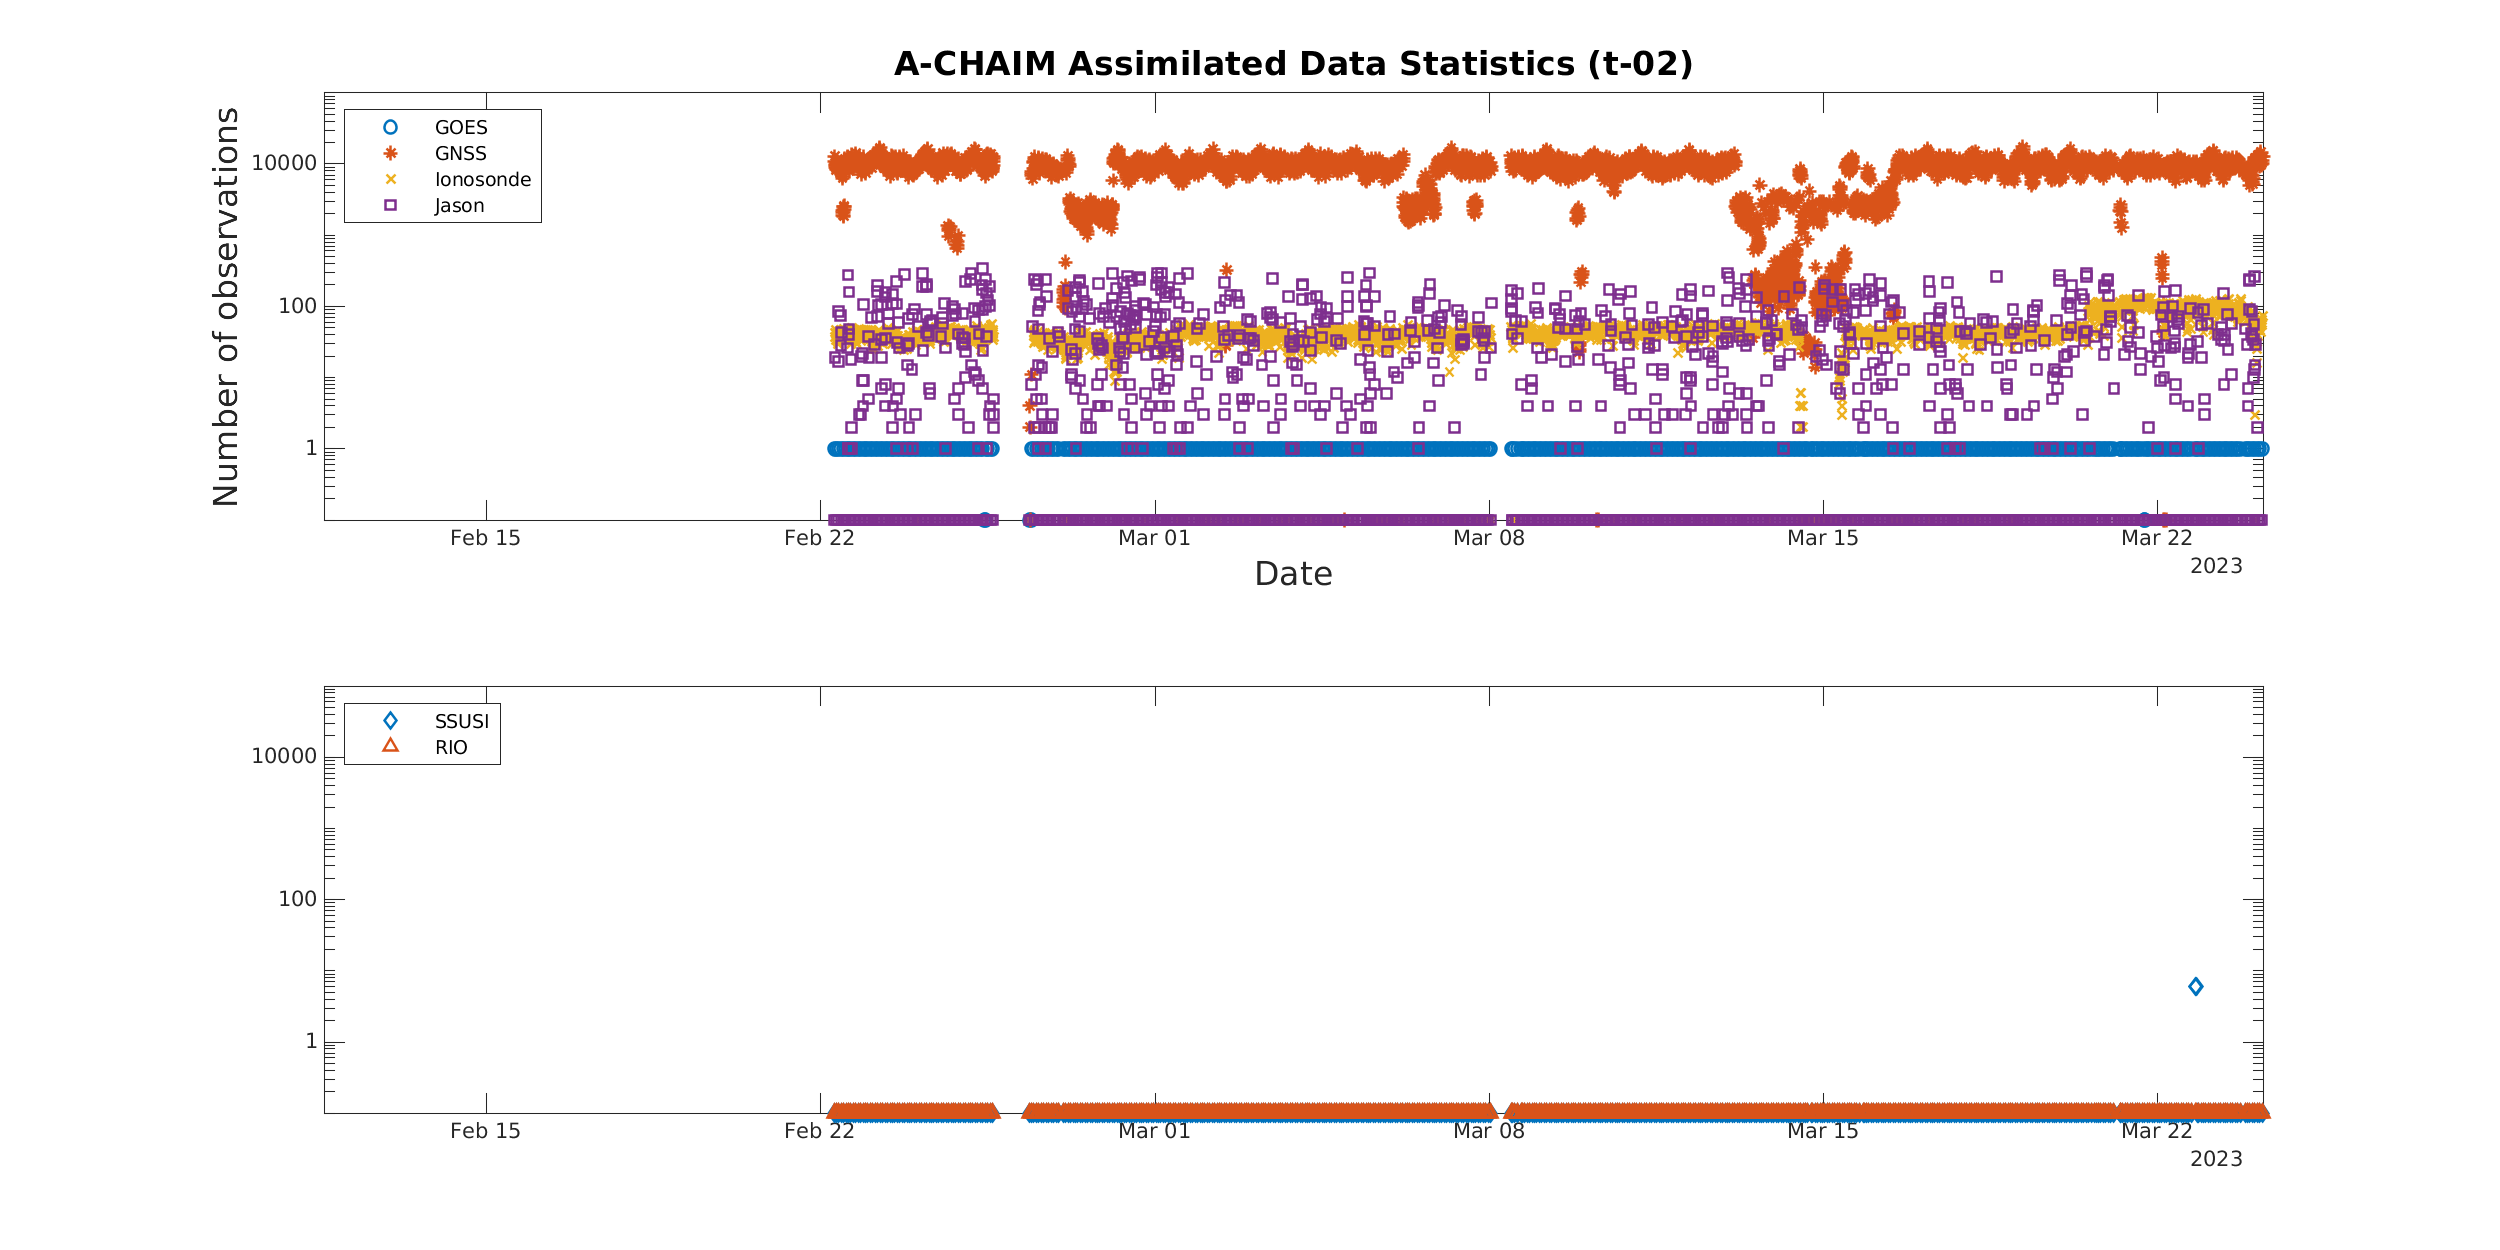 A-CHAIM Assimilated Data Statistics (t-02)
Number of observations
10000
100
1
GOES
GNSS
Ionosonde
Jason
Feb 15 Feb 22 Mar 01 Mar 08 Mar 15 Mar 22
2023
Date
10000
100
1
SSUSI
RIO
Feb 15 Feb 22 Mar 01 Mar 08 Mar 15 Mar 22
2023